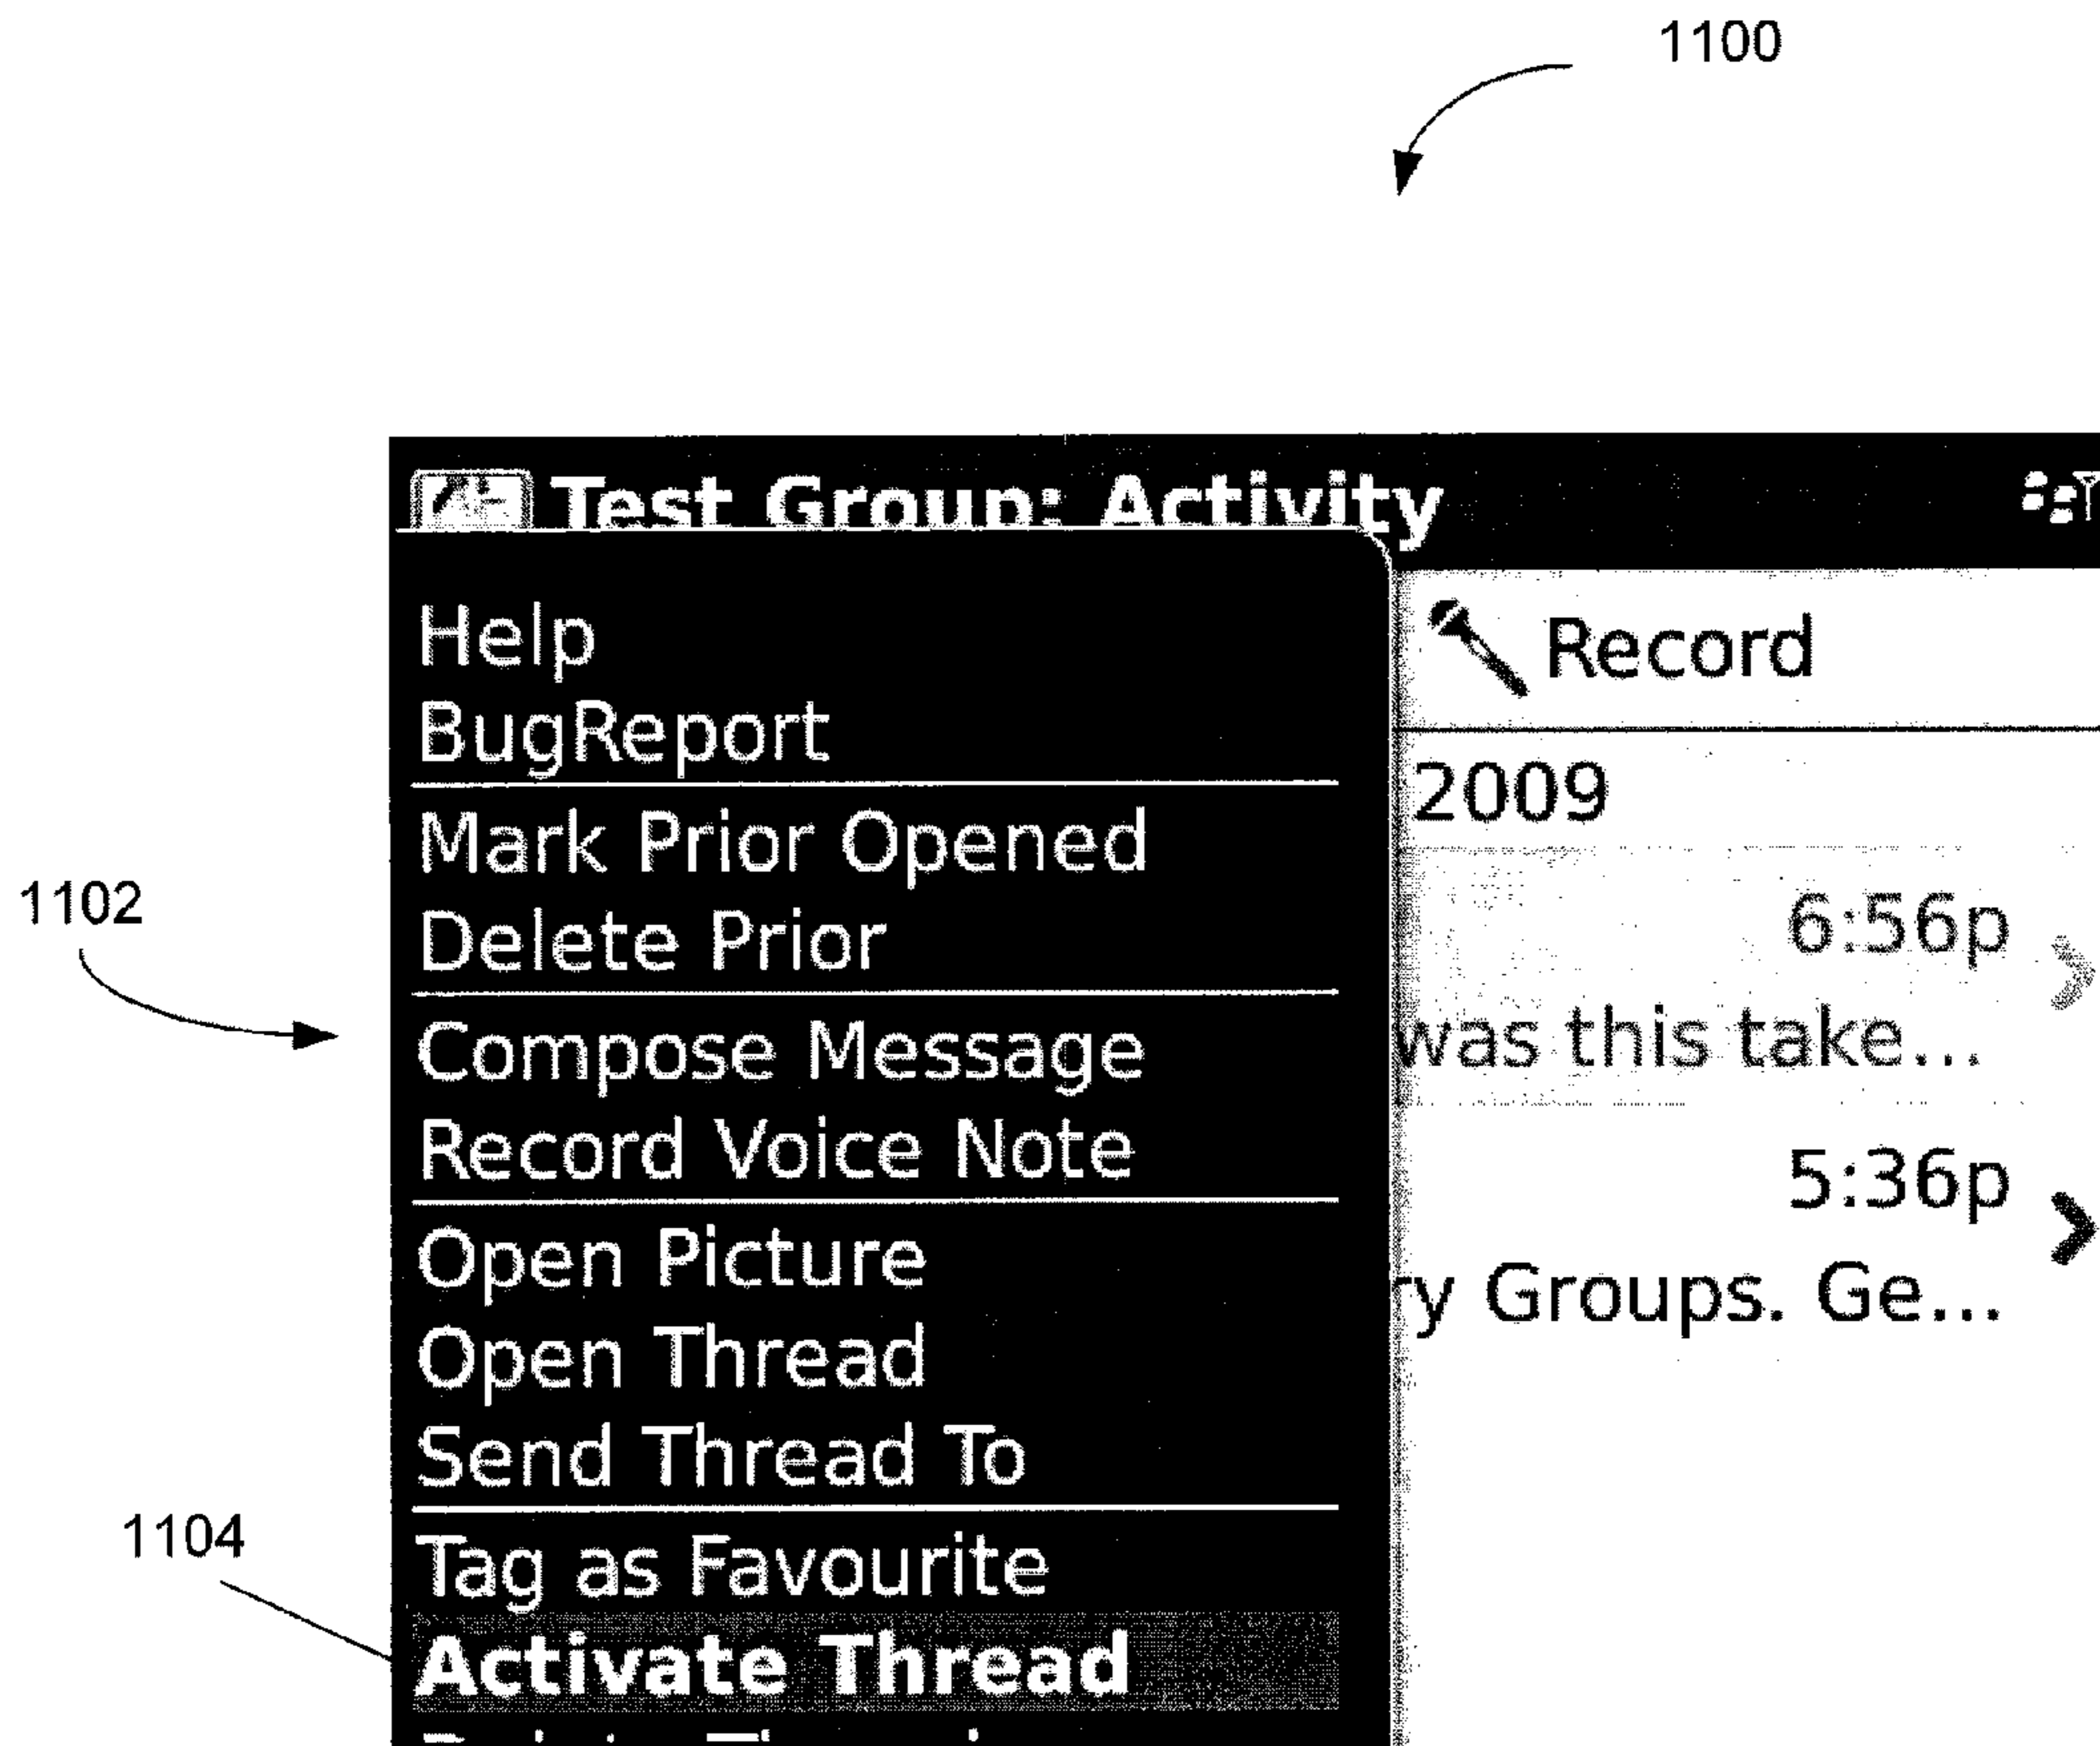 1100
Test Group: Activity
Help
Record
BugReport
2009
Mark Prior Opened
6:56p
1102
Delete Prior
was this take...
Compose Message
Record Voice Note
5:36p
Open Picture
y Groups. Ge...
Open Thread
Send Thread To
1104
Tag as Favourite
Activate Thread